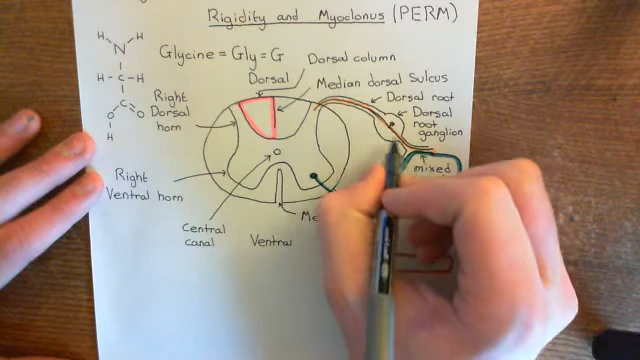 Rigidity and Myoclonus (PERM)
H H
N
H-C-H
C
O O
H
Glycine = Gly = G
Dorsal column
Dorsal
Median dorsal Sulcus
Right
Dorsal
horn
Dorsal root
Dorsal
root
ganglion
mixed
Right
Ventral horn
Central
canal
Ventral